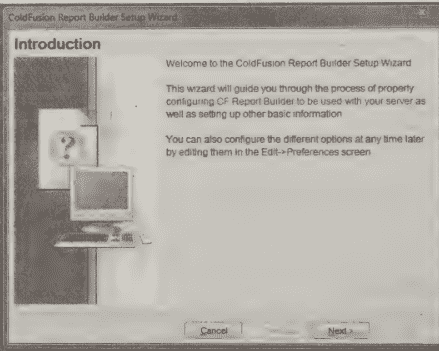 ColdFusion Report Builder Setup Wizard
Introduction
Welcome to the ColdFusion Report Builder Setup Wizard
This wizard will guide you through the process of property
configuring CF Report Builder to be used with your server as
well as setting up other basic information
You can also configure the different options at any time later
by editing them in the Edit->Preferences screen
?
Cancel
Next >